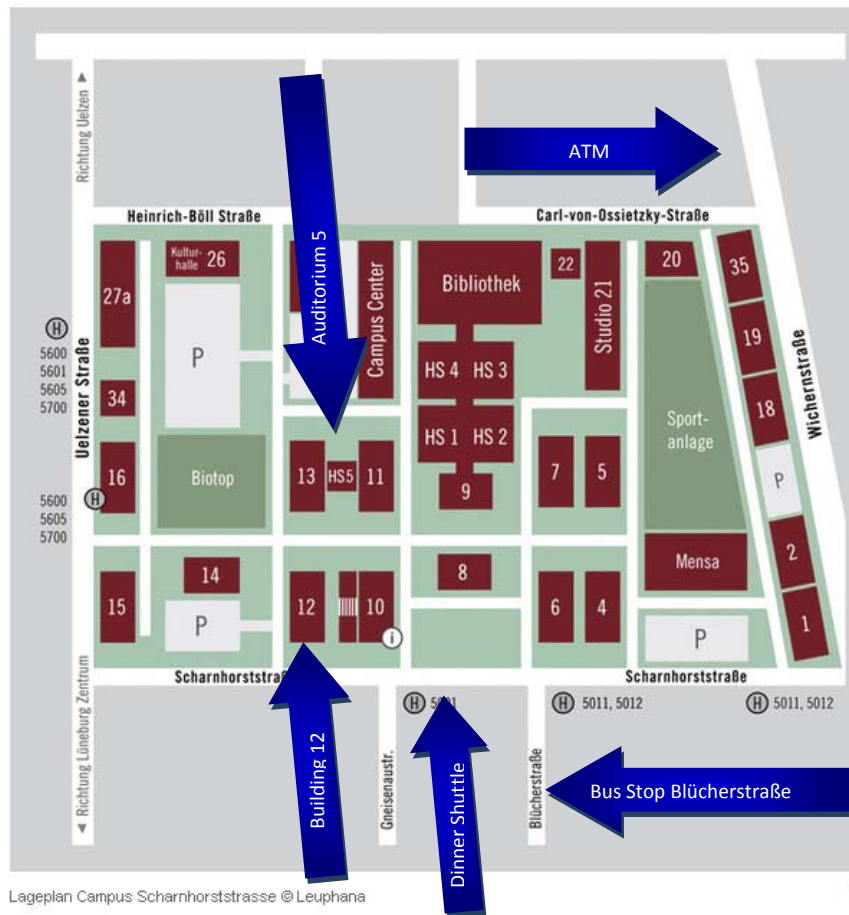 Richtung Uelzen
ATM
Heinrich-Böll Straße
Carl-von-Ossietzky-Straße
27a
Kultur-
halle 26
Auditorium 5
Campus Center
Bibliothek
22
Studio 21
20
35
H
5600
5601
5605
5700
Uelzener Straße
P
HS 4
HS 3
19
34
18
Wichernstraße
HS 1
HS 2
Sport-
anlage
16
Biotop
13
HS5
11
9
7
5
P
H
5600
5605
5700
2
15
14
12
10
8
6
4
Mensa
1
P
i
P
Scharnhorststra
Scharnhorststraße
H
H 5011, 5012
H 5011, 5012
Richtung Lüneburg Zentrum
Building 12
Gneisenaustr.
Dinner Shuttle
Blücherstraße
Bus Stop Blücherstraße
Lageplan Campus Scharnhorststrasse © Leuphana